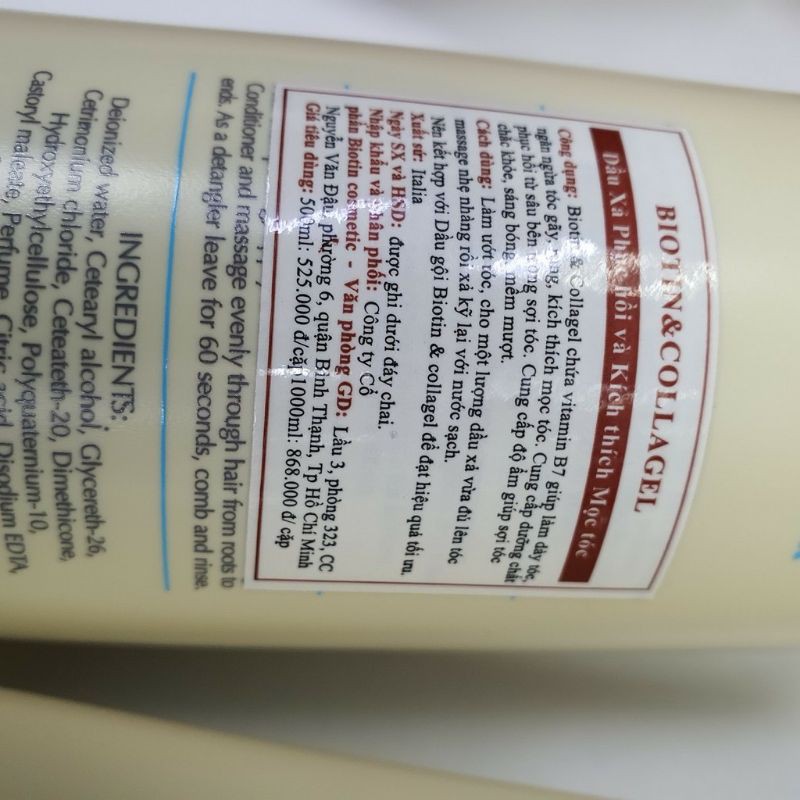 BIOTIN&COLLAGEL
Dầu Xả Phục hồi và Kích thích Mọc tóc
Công dụng: Biotin & Collagel chứa vitamin B7 giúp làm dày tóc,
ngăn ngừa tóc gãy rụng, kích thích mọc tóc, Cung cấp dưỡng chất
phục hồi từ sâu bên trong sợi tóc, Cung cấp độ ẩm giúp sợi tóc
chắc khỏe, sáng bóng, mềm mượt.
Cách dùng: Làm ướt tóc, cho một lượng dầu xả vừa đủ lên tóc
massage nhẹ nhàng rồi xả kỹ lại với nước sạch.
Nên kết hợp với Dầu gội Biotin & collagel để đạt hiệu quả tối ưu.
Xuất sứ: Italia
Ngày SX và HSD: được ghi dưới đáy chai.
Nhập khẩu và phân phối: Công ty Cổ
phần Biotin cosmetic - Văn phòng GD: Lầu 3, phòng 323, CC
Nguyễn Văn Đậu, phường 6, quận Bình Thạnh, Tp Hồ Chí Minh
Giá tiêu dùng: 500ml: 525.000 đ/cặp 1000ml: 868.000 đ/ cặp
Conditioner and massage evenly through hair from roots to
ends. As a detangler leave for 60 seconds, comb and rinse.
INGREDIENTS:
Deionized water, Cetearyl alcohol, Glycereth-26,
Cetrimonium chloride, Ceteateth-20, Dimethicone,
Hydroxyethylcellulose, Polyquaternium-10,
Castoryl maleate, Perfume, Citric acid, Disodium EDTA,